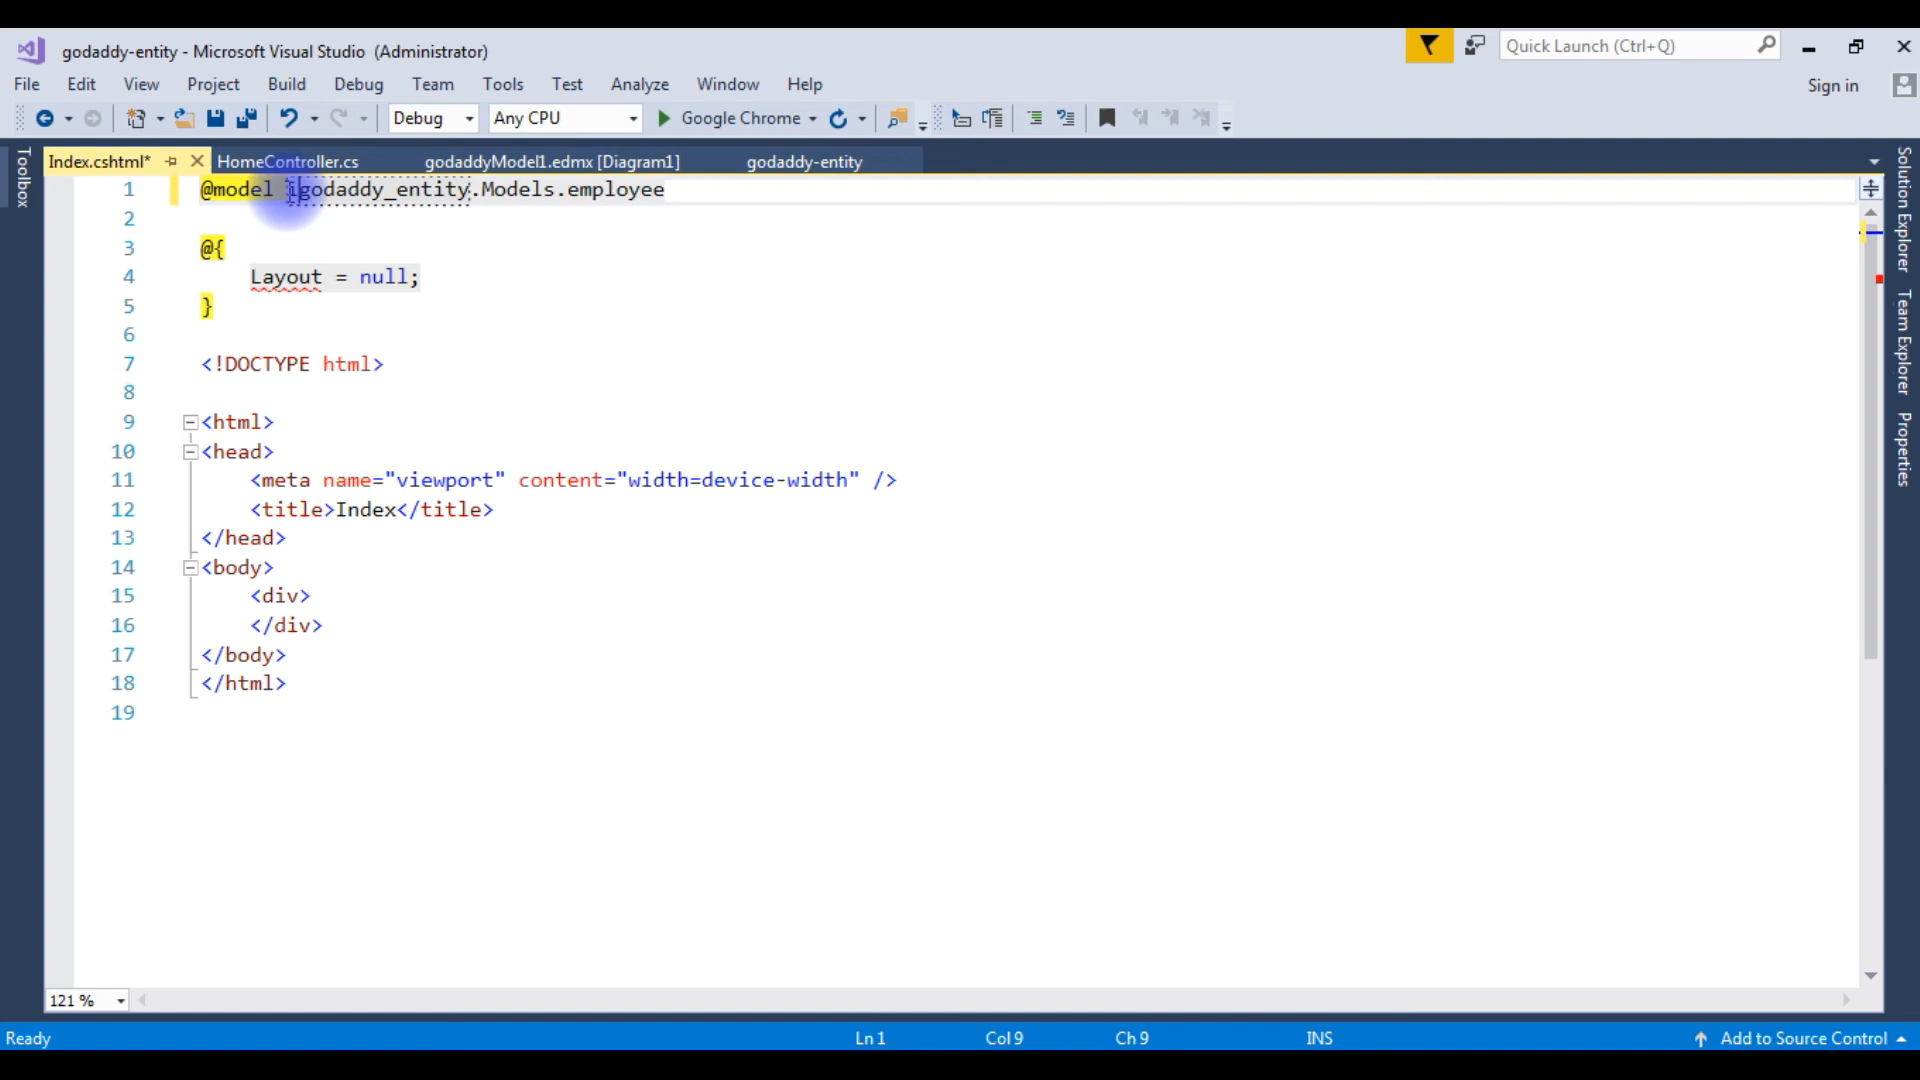 godaddy-entity - Microsoft Visual Studio (Administrator)
Quick Launch (Ctrl+Q)
File Edit View Project Build Debug Team Tools Test Analyze Window Help
Sign in
Debug Any CPU Google Chrome
Toolbox
Index.cshtml* HomeController.cs godaddyModel1.edmx [Diagram1] godaddy-entity
1 @model igodaddy_entity.Models.employee
2
3 @{
4 Layout = null;
5 }
6
7 <!DOCTYPE html>
8
9 <html>
10 <head>
11 <meta name="viewport" content="width=device-width" />
12 <title>Index</title>
13 </head>
14 <body>
15 <div>
16 </div>
17 </body>
18 </html>
19
Solution Explorer
Team Explorer
Properties
121 %
Ready Ln 1 Col 9 Ch 9 INS Add to Source Control